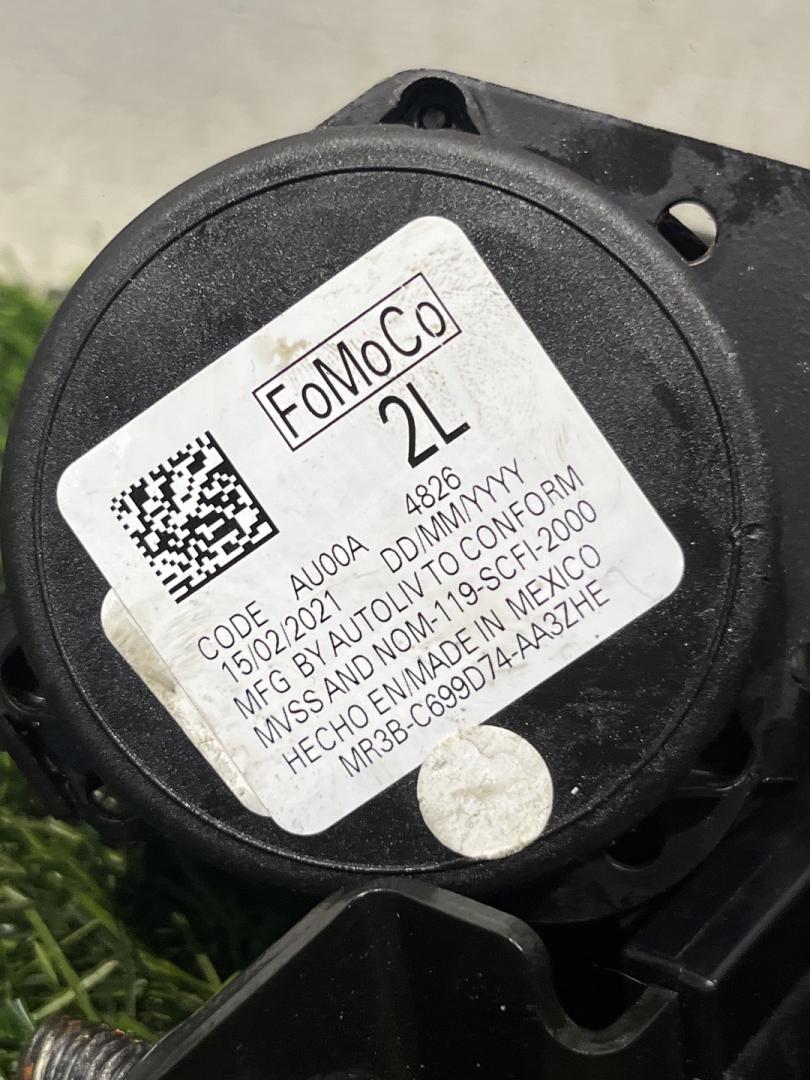 FoMoCo
2L
CODE AU00A 4826
15/02/2021 DD/MM/YYYY
MFG BY AUTOLIV TO CONFORM
MVSS AND NOM-119-SCFI-2000
HECHO EN/MADE IN MEXICO
MR3B-C699D74-AA3ZHE